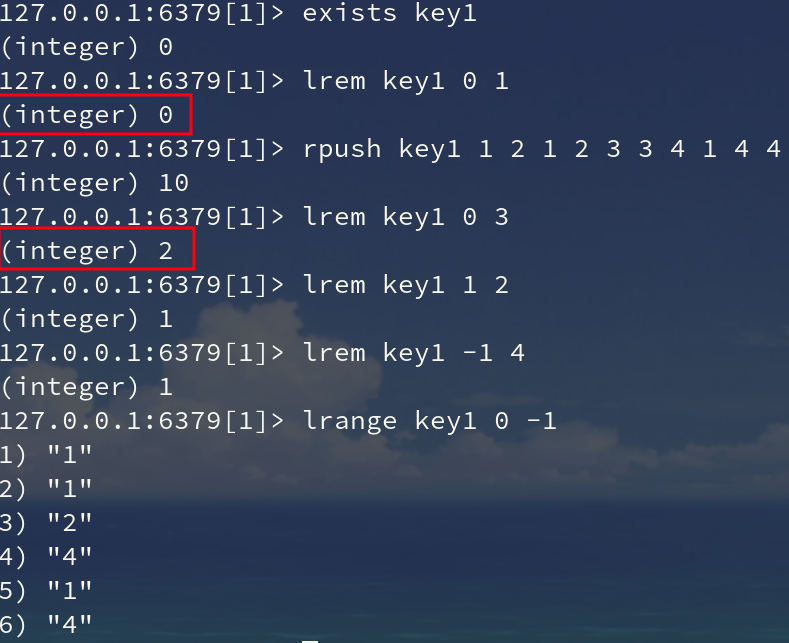 127.0.0.1:6379[1]> exists key1
(integer) 0
127.0.0.1:6379[1]> lrem key1 0 1
(integer) 0
127.0.0.1:6379[1]> rpush key1 1 2 1 2 3 3 4 1 4 4
(integer) 10
127.0.0.1:6379[1]> lrem key1 0 3
(integer) 2
127.0.0.1:6379[1]> lrem key1 1 2
(integer) 1
127.0.0.1:6379[1]> lrem key1 -1 4
(integer) 1
127.0.0.1:6379[1]> lrange key1 0 -1
1) "1"
2) "1"
3) "2"
4) "4"
5) "1"
6) "4"